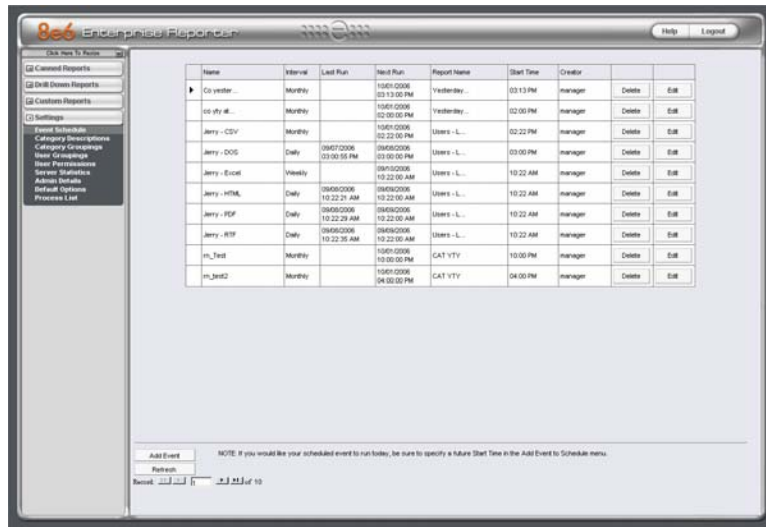 8e6 Enterprise Reporter
Help Logout
Click Here To Resize
Canned Reports
Drill Down Reports
Custom Reports
Settings
Event Schedule
Category Descriptions
Category Groupings
User Groupings
User Permissions
Server Statistics
Admin Details
Default Options
Process List
Name Interval Last Run Next Run Report Name Start Time Creator
Co yester... Monthly 10/01/2006 03:13:00 PM Yesterday... 03:13 PM manager Delete Edit
co yty at... Monthly 10/01/2006 02:00:00 PM Yesterday... 02:00 PM manager Delete Edit
Jerry - CSV Monthly 10/01/2006 02:22:00 PM Users - L... 02:22 PM manager Delete Edit
Jerry - DOS Daily 09/07/2006 03:00:55 PM 09/08/2006 03:00:00 PM Users - L... 03:00 PM manager Delete Edit
Jerry - Excel Weekly 09/10/2006 10:22:00 AM Users - L... 10:22 AM manager Delete Edit
Jerry - HTML Daily 09/08/2006 10:22:21 AM 09/09/2006 10:22:00 AM Users - L... 10:22 AM manager Delete Edit
Jerry - PDF Daily 09/08/2006 10:22:29 AM 09/09/2006 10:22:00 AM Users - L... 10:22 AM manager Delete Edit
Jerry - RTF Daily 09/08/2006 10:22:35 AM 09/09/2006 10:22:00 AM Users - L... 10:22 AM manager Delete Edit
rn_Test Monthly 10/01/2006 10:00:00 PM CAT YTY 10:00 PM manager Delete Edit
rn_test2 Monthly 10/01/2006 04:00:00 PM CAT YTY 04:00 PM manager Delete Edit
Add Event NOTE: If you would like your scheduled event to run today, be sure to specify a future Start Time in the Add Event to Schedule menu.
Refresh
Record: 1 of 10